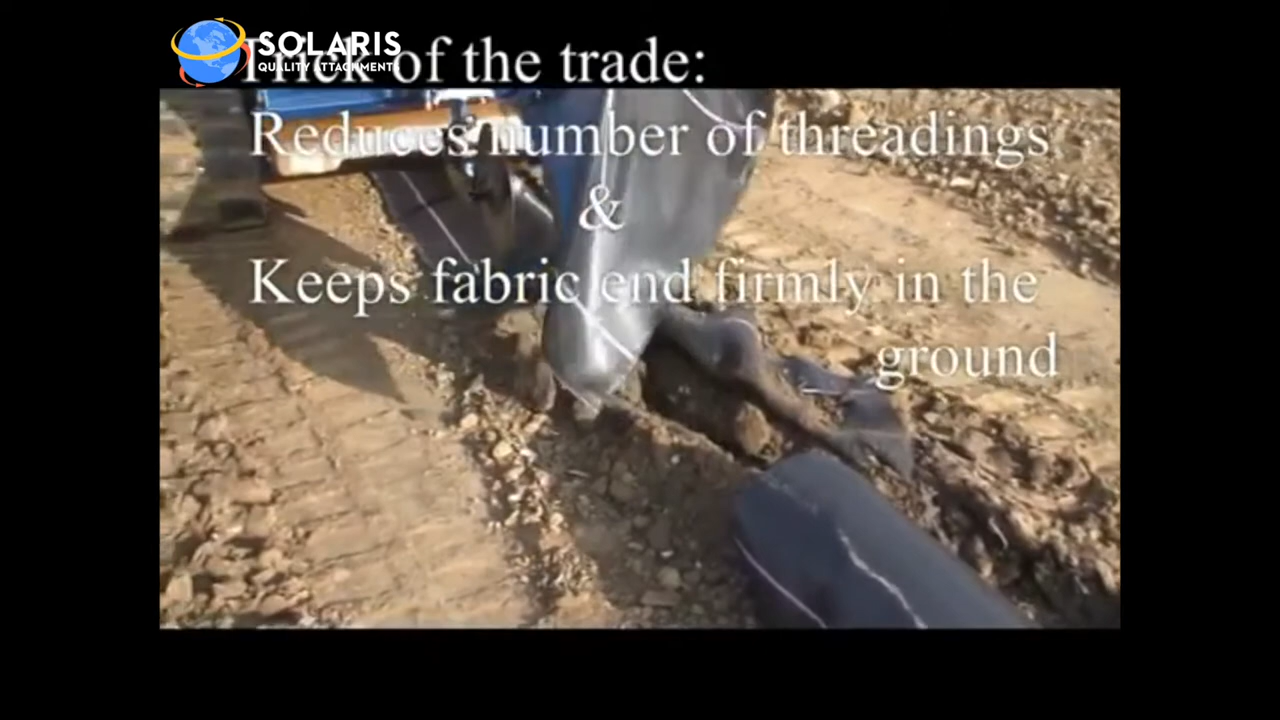 SOLARIS
QUALITY ATTACHMENTS
Trick of the trade:
Reduces number of threadings
&
Keeps fabric end firmly in the
ground